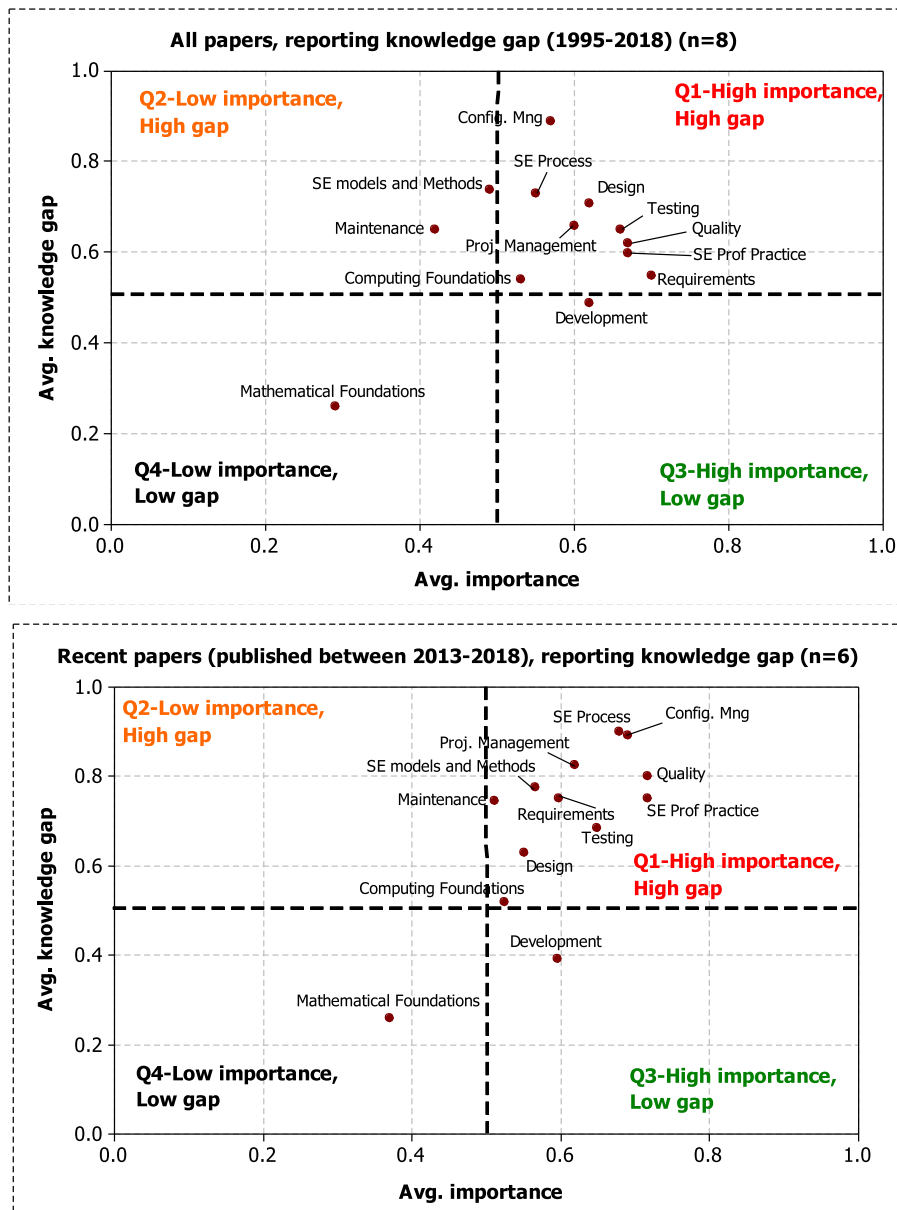 All papers, reporting knowledge gap (1995-2018) (n=8)
1.0
0.8
0.6
0.4
0.2
0.0
Avg. knowledge gap
Q2-Low importance,
High gap
Q1-High importance,
High gap
Config. Mng
SE Process
SE models and Methods
Design
Testing
Maintenance
Quality
Proj. Management
SE Prof Practice
Computing Foundations
Requirements
Development
Mathematical Foundations
Q4-Low importance,
Low gap
Q3-High importance,
Low gap
0.0
0.2
0.4
0.6
0.8
1.0
Avg. importance
Recent papers (published between 2013-2018), reporting knowledge gap (n=6)
1.0
0.8
0.6
0.4
0.2
0.0
Avg. knowledge gap
Q2-Low importance,
High gap
SE Process
Config. Mng
Proj. Management
SE models and Methods
Quality
Maintenance
Requirements
SE Prof Practice
Testing
Design
Q1-High importance,
High gap
Computing Foundations
Development
Mathematical Foundations
Q4-Low importance,
Low gap
Q3-High importance,
Low gap
0.0
0.2
0.4
0.6
0.8
1.0
Avg. importance